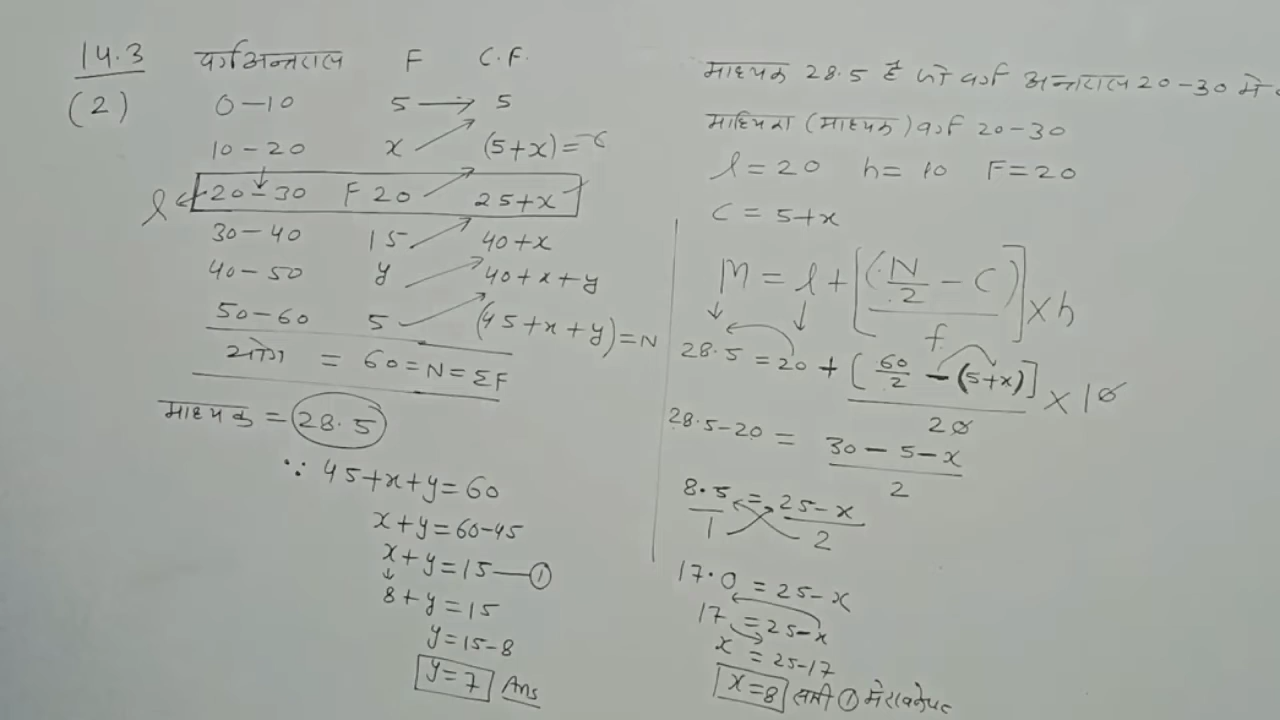 14.3 वर्ग अन्तराल F C.F.
(2) 0-10 5 → 5
10-20 x (5+x)=C
l ← 20-30 F 20 25+x
30-40 15 40+x
40-50 y 40+x+y
50-60 5 (45+x+y)=N
योग = 60=N=ΣF
माध्यक = 28.5
∵ 45+x+y=60
x+y=60-45
x+y=15 — ①
8+y=15
y=15-8
y=7 Ans
माध्यक 28.5 है जो वर्ग अन्तराल 20-30 में
माध्यिका (माध्यक) वर्ग 20-30
l=20 h=10 F=20
C=5+x
M = l + [(N/2 - C)/f] × h
28.5 = 20 + [60/2 - (5+x)]/20 × 10
28.5-20 = (30-5-x)/2
8.5/1 = (25-x)/2
17.0 = 25-x
17 = 25-x
x = 25-17
x=8 समी ① में